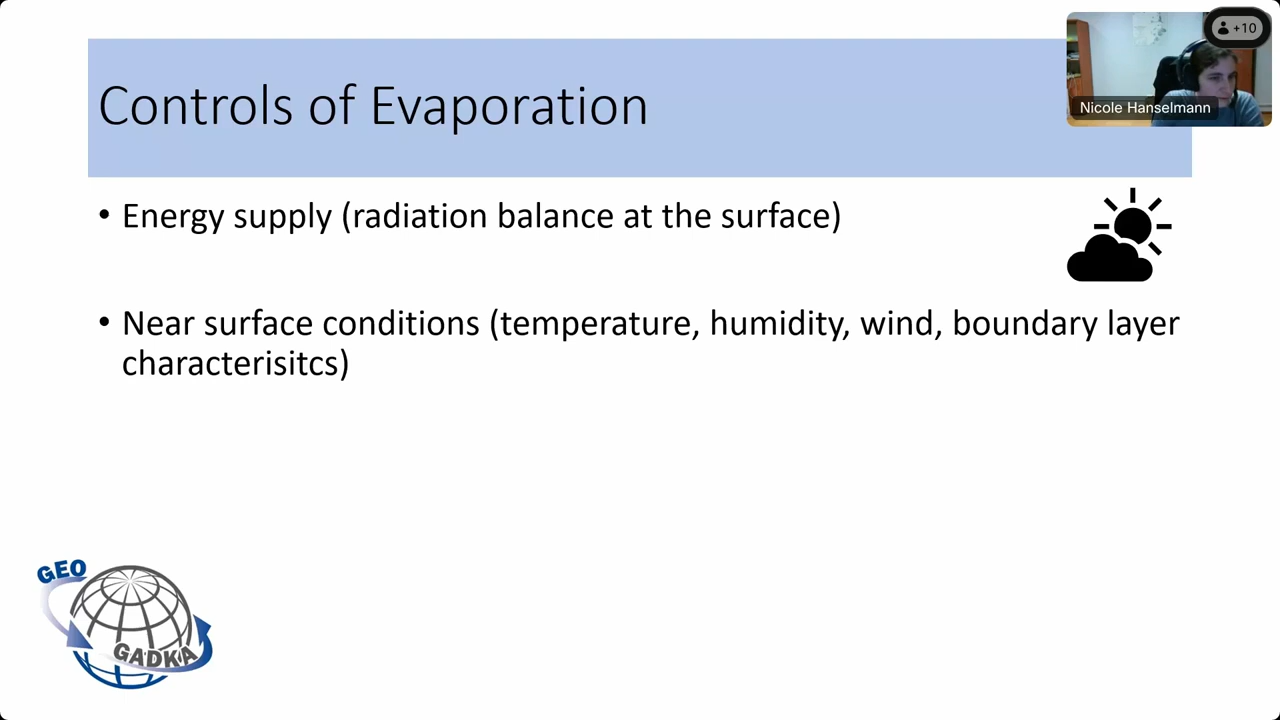 +10
Nicole Hanselmann
Controls of Evaporation
• Energy supply (radiation balance at the surface)
• Near surface conditions (temperature, humidity, wind, boundary layer
characterisitcs)
GEO
GADKA